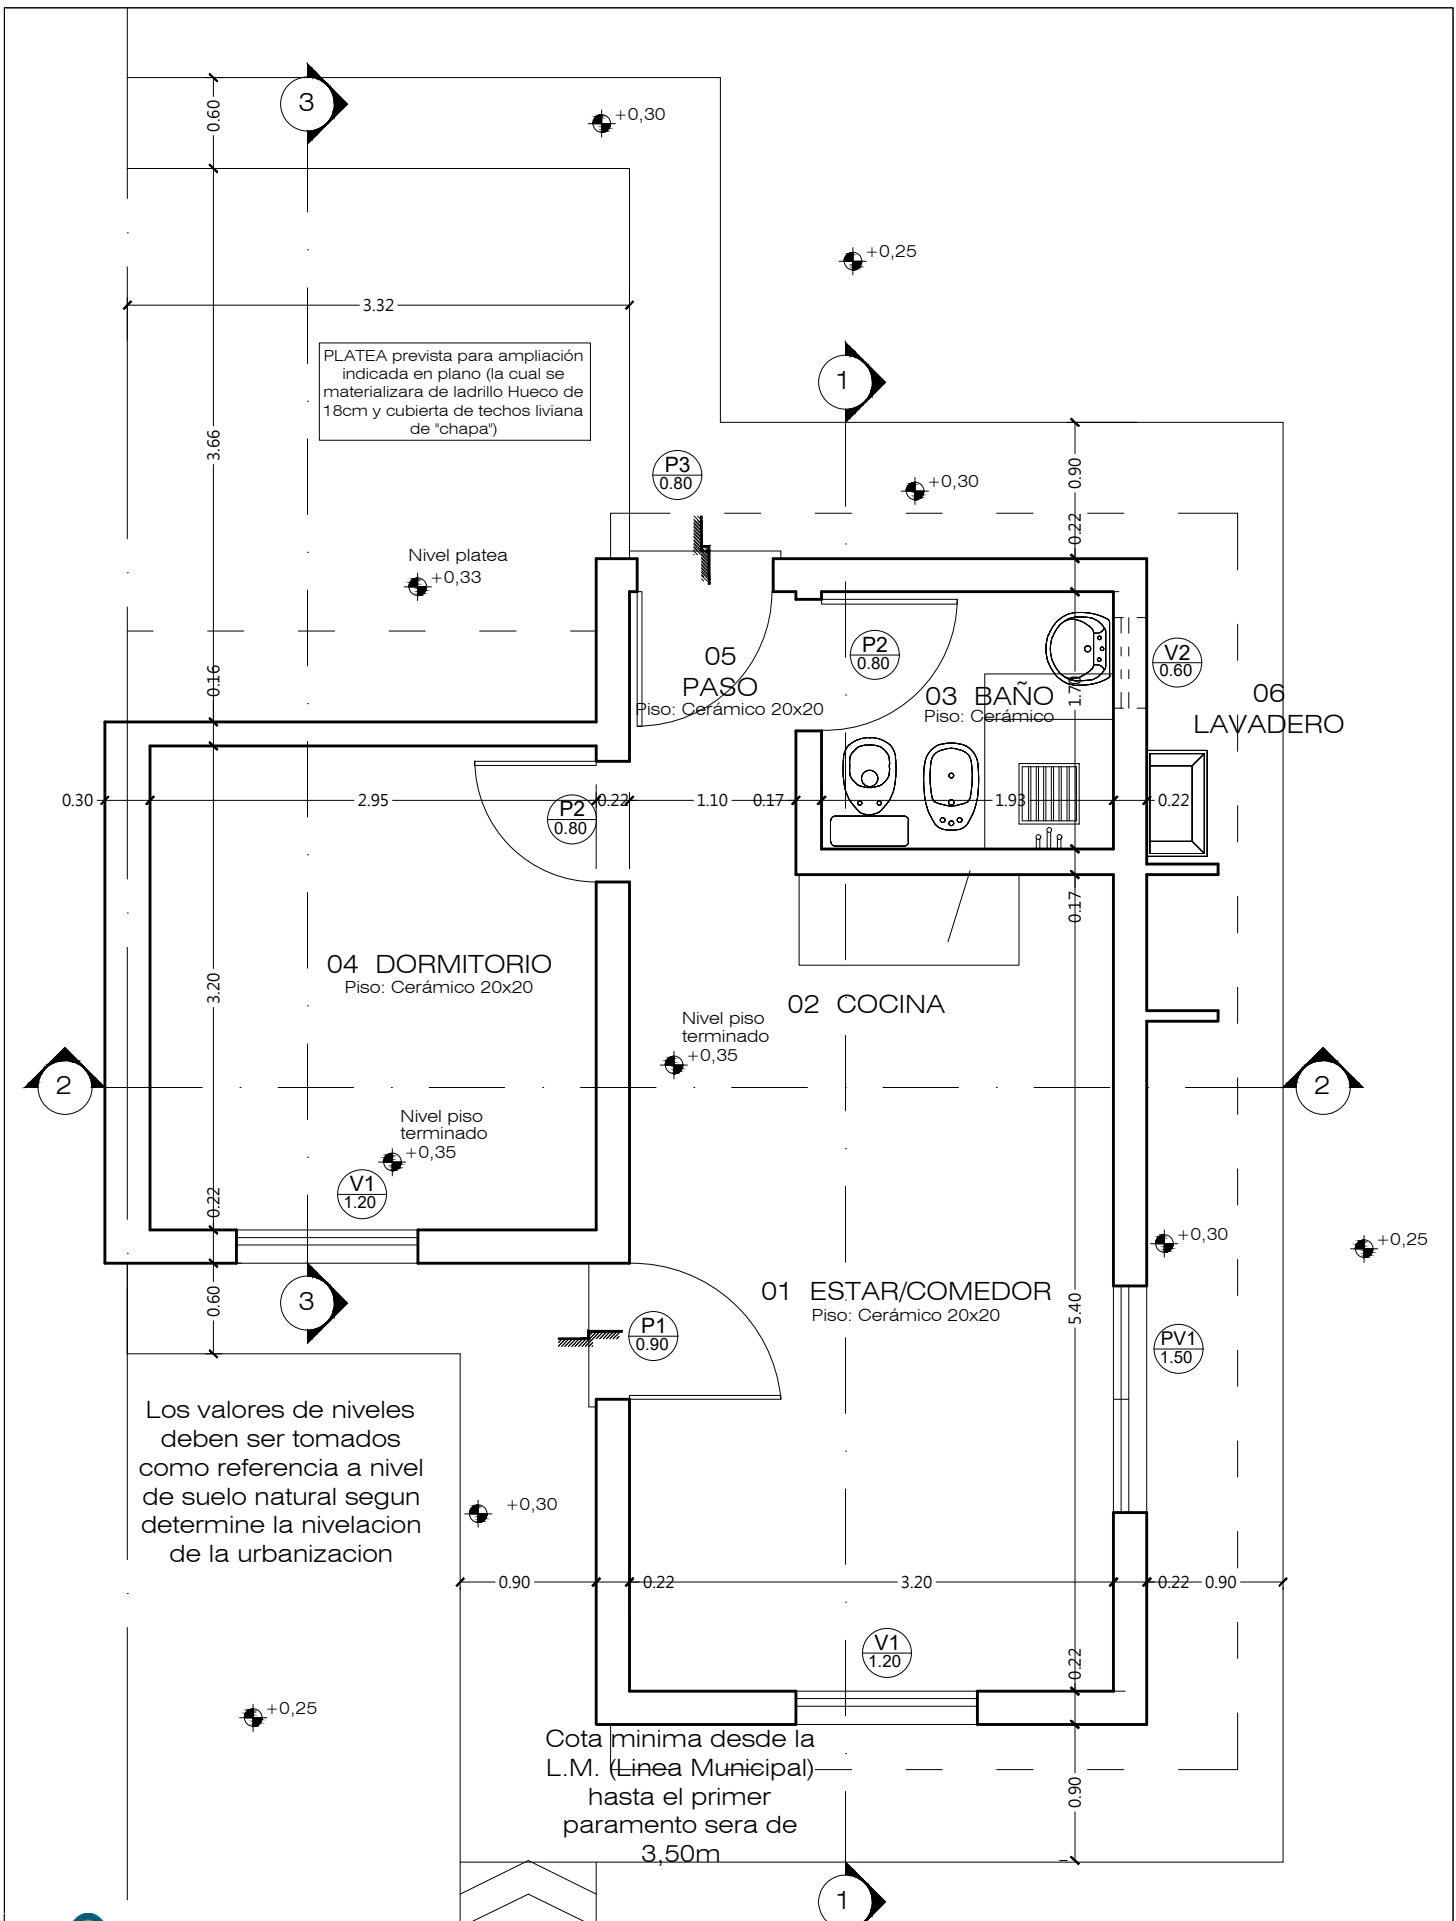 3
+0,30
0.60
+0,25
3.32
PLATEA prevista para ampliación
indicada en plano (la cual se
materializara de ladrillo Hueco de
18cm y cubierta de techos liviana
de "chapa")
1
3.66
P3
0.80
0.90
+0,30
0.22
Nivel platea
+0,33
05
PASO
Piso: Cerámico 20x20
P2
0.80
03 BAÑO
Piso: Cerámico
1.70
V2
0.60
06
LAVADERO
0.16
0.30
2.95
P2
0.80
0.22
1.10
0.17
1.93
0.22
0.17
04 DORMITORIO
Piso: Cerámico 20x20
3.20
02 COCINA
Nivel piso
terminado
+0,35
2
2
Nivel piso
terminado
+0,35
V1
1.20
0.22
+0,30
+0,25
3
0.60
01 ESTAR/COMEDOR
Piso: Cerámico 20x20
5.40
P1
0.90
PV1
1.50
Los valores de niveles
deben ser tomados
como referencia a nivel
de suelo natural segun
determine la nivelacion
de la urbanizacion
+0,30
0.90
0.22
3.20
0.22
0.90
V1
1.20
0.22
+0,25
Cota minima desde la
L.M. (Linea Municipal)
hasta el primer
paramento sera de
3,50m
0.90
1